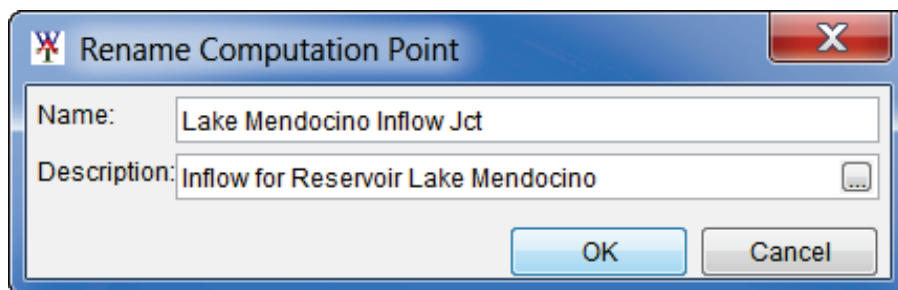 Rename Computation Point
Name: Lake Mendocino Inflow Jct
Description: Inflow for Reservoir Lake Mendocino ...
OK Cancel